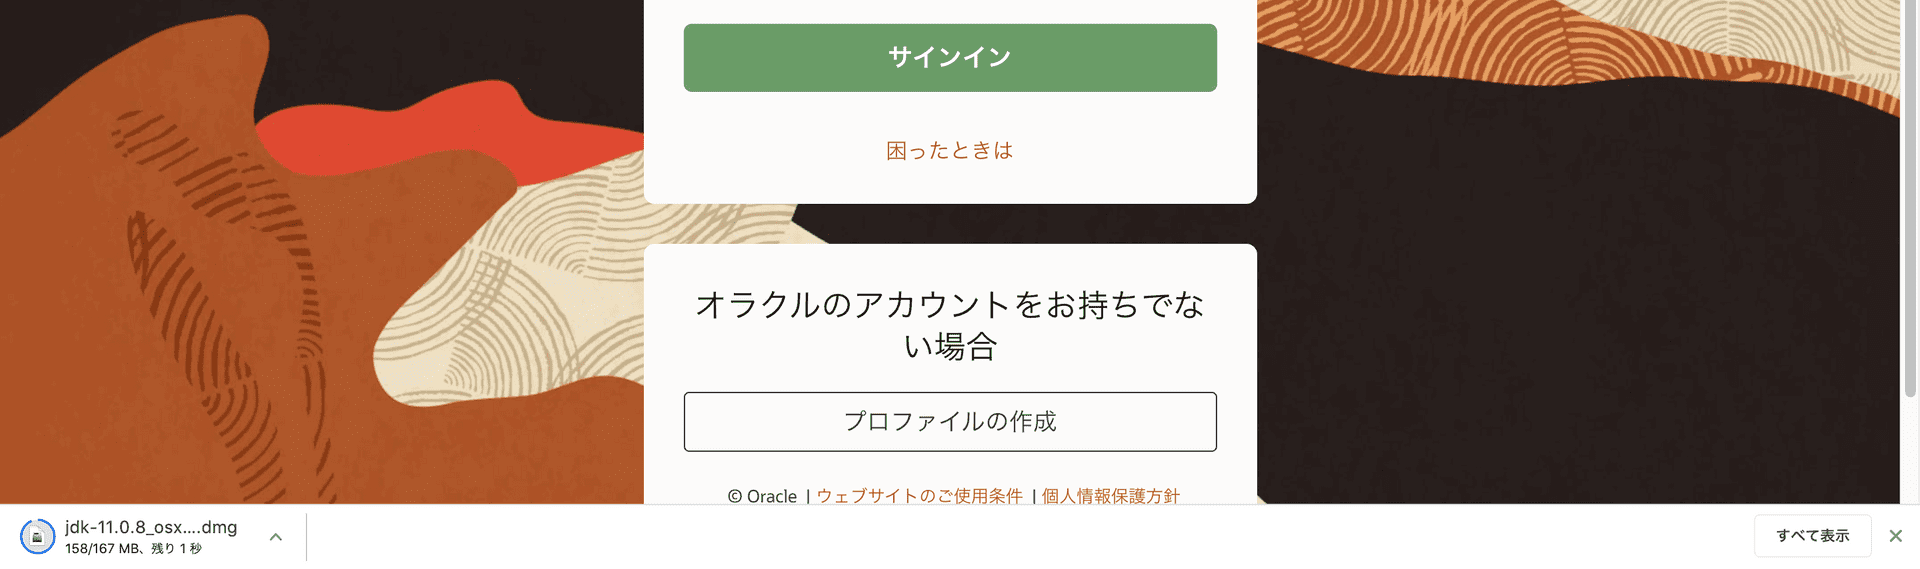 サインイン
困ったときは
オラクルのアカウントをお持ちでな
い場合
プロファイルの作成
© Oracle | ウェブサイトのご使用条件 | 個人情報保護方針
jdk-11.0.8_osx....dmg
158/167 MB、残り 1 秒
すべて表示